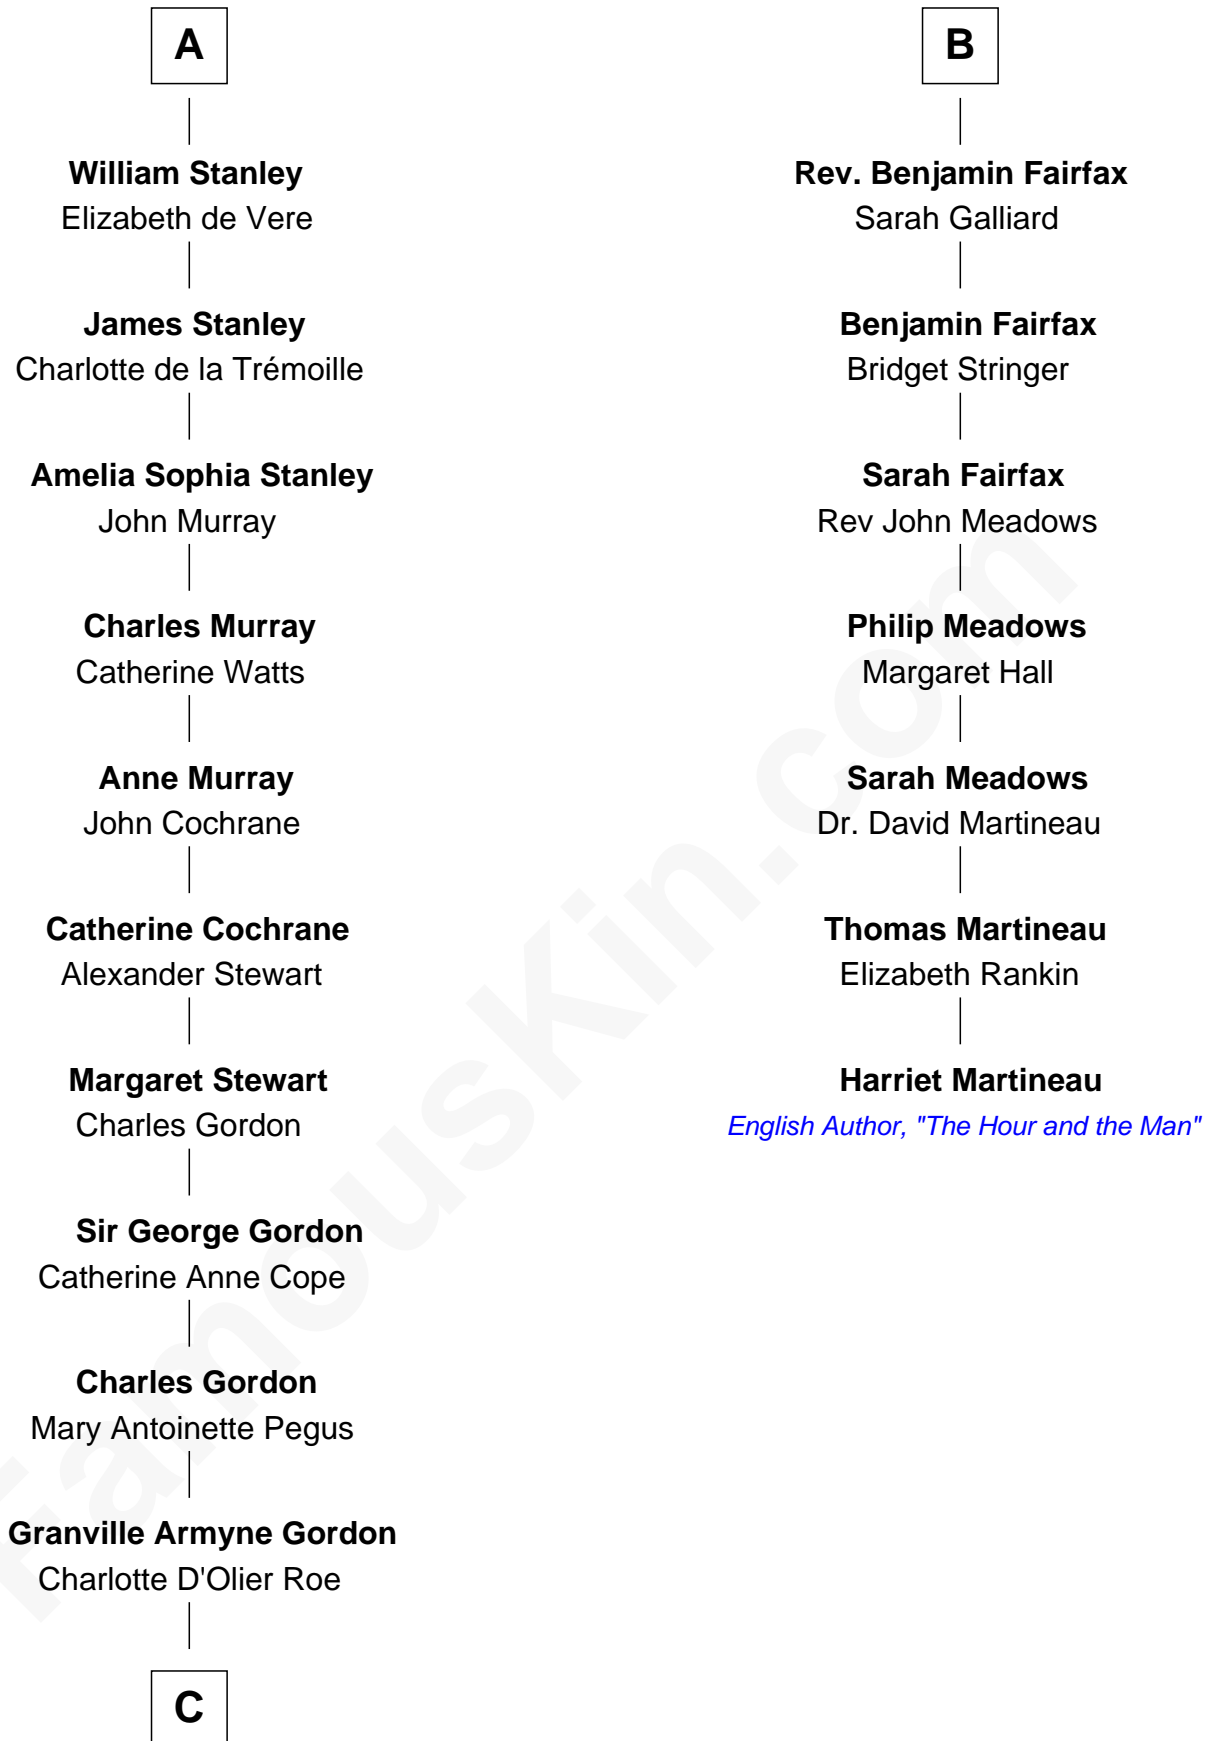 A
William Stanley
Elizabeth de Vere
James Stanley
Charlotte de la Trémoille
Amelia Sophia Stanley
John Murray
Charles Murray
Catherine Watts
Anne Murray
John Cochrane
Catherine Cochrane
Alexander Stewart
Margaret Stewart
Charles Gordon
Sir George Gordon
Catherine Anne Cope
Charles Gordon
Mary Antoinette Pegus
Granville Armyne Gordon
Charlotte D'Olier Roe
C
B
Rev. Benjamin Fairfax
Sarah Galliard
Benjamin Fairfax
Bridget Stringer
Sarah Fairfax
Rev John Meadows
Philip Meadows
Margaret Hall
Sarah Meadows
Dr. David Martineau
Thomas Martineau
Elizabeth Rankin
Harriet Martineau
English Author, "The Hour and the Man"
FamousKin.com